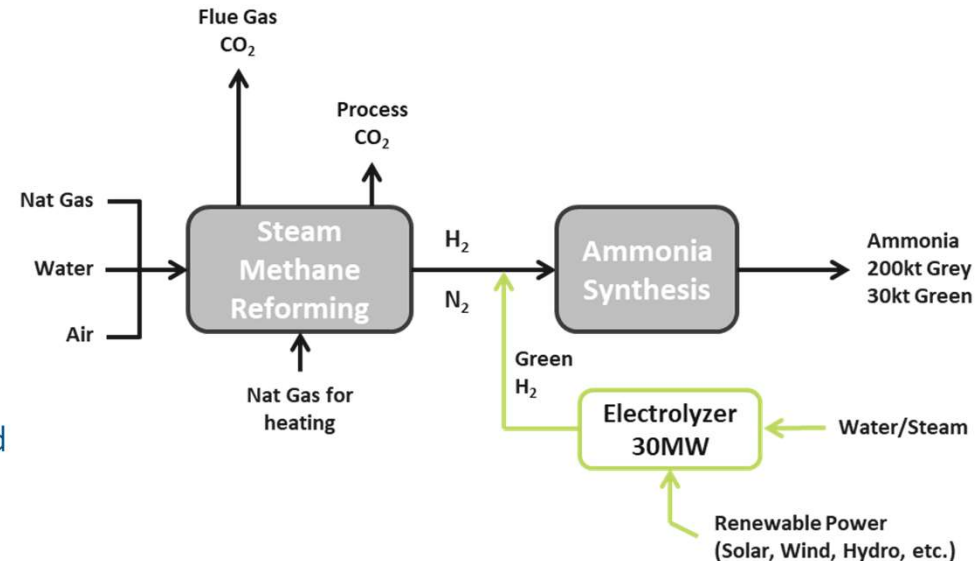 Flue Gas
CO₂
Process
CO₂
Nat Gas
Water
Air
Steam
Methane
Reforming
Nat Gas for
heating
H₂
N₂
Ammonia
Synthesis
Ammonia
200kt Grey
30kt Green
Green
H₂
Electrolyzer
30MW
Water/Steam
Renewable Power
(Solar, Wind, Hydro, etc.)